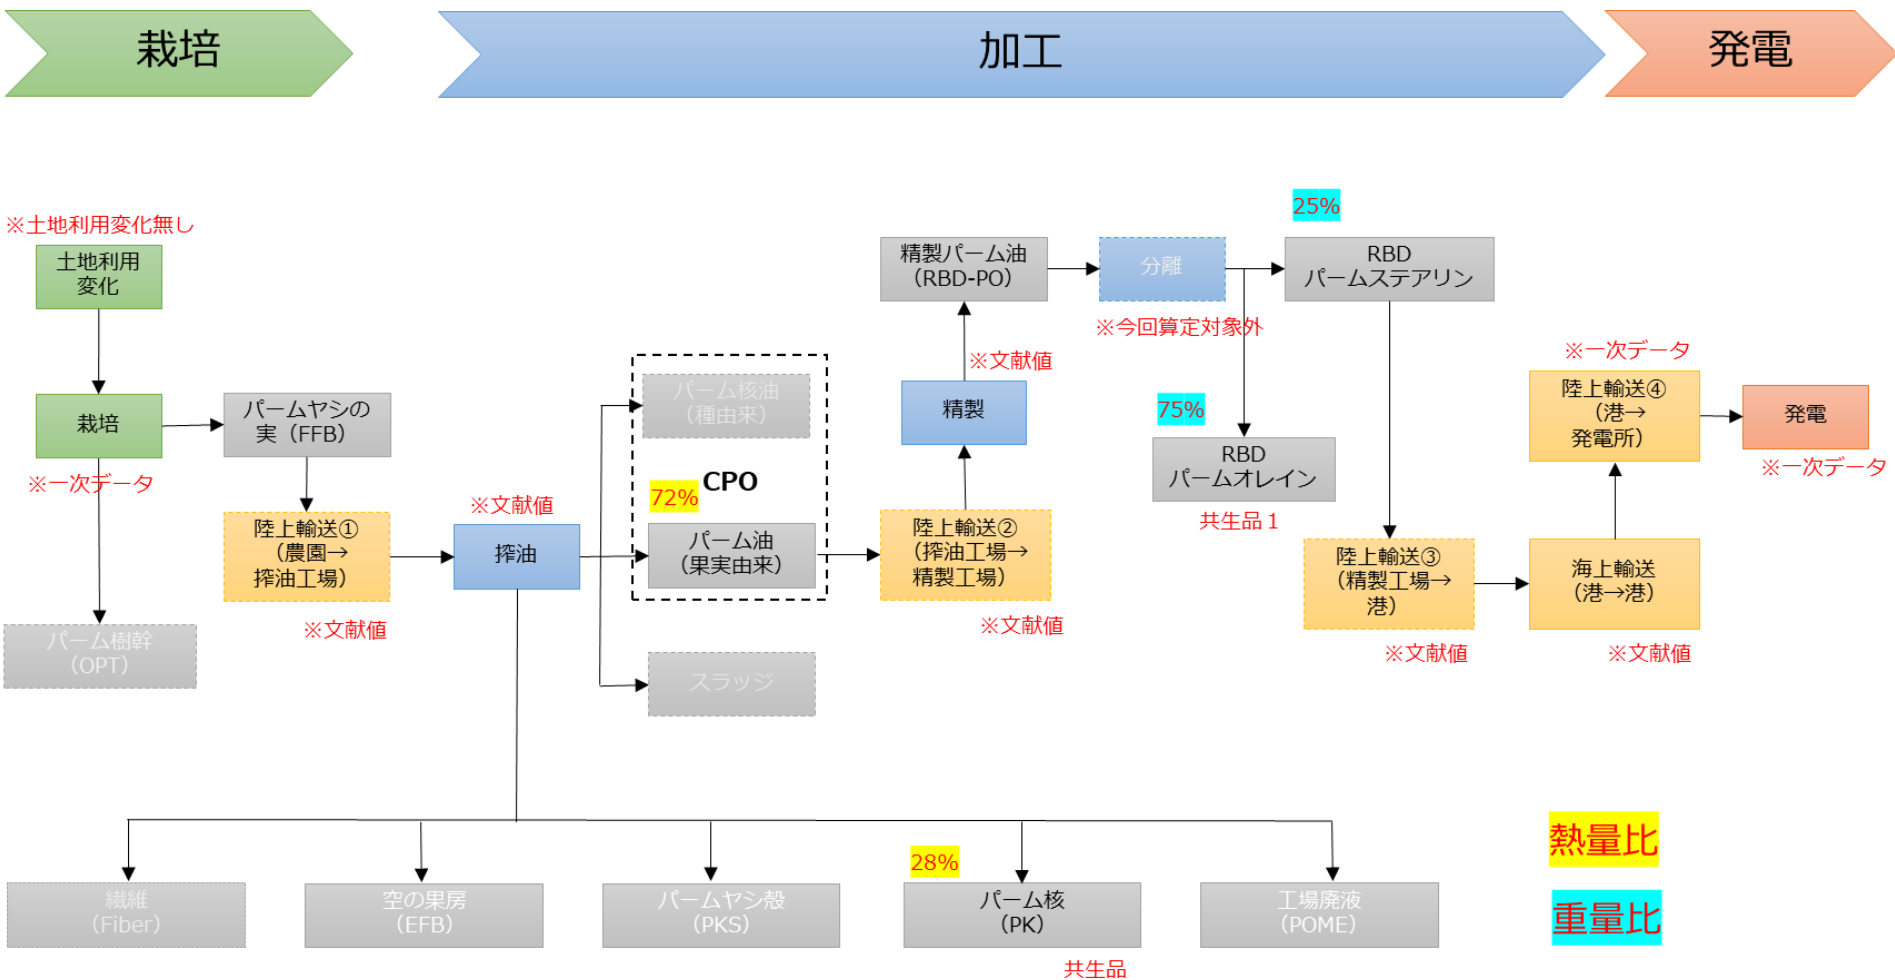 栽培
加工
発電
※土地利用変化無し
土地利用
変化
栽培
※一次データ
パーム樹幹
（OPT）
パームヤシの
実（FFB）
陸上輸送①
（農園→
搾油工場）
※文献値
※文献値
搾油
パーム核油
（種由来）
72%
CPO
パーム油
（果実由来）
スラッジ
精製パーム油
（RBD-PO）
※文献値
精製
陸上輸送②
（搾油工場→
精製工場）
※文献値
分離
※今回算定対象外
25%
RBD
パームステアリン
75%
RBD
パームオレイン
共生品１
陸上輸送③
（精製工場→
港）
※文献値
海上輸送
（港→港）
※文献値
※一次データ
陸上輸送④
（港→
発電所）
発電
※一次データ
繊維
（Fiber）
空の果房
（EFB）
パームヤシ殻
（PKS）
28%
パーム核
（PK）
共生品
工場廃液
（POME）
熱量比
重量比